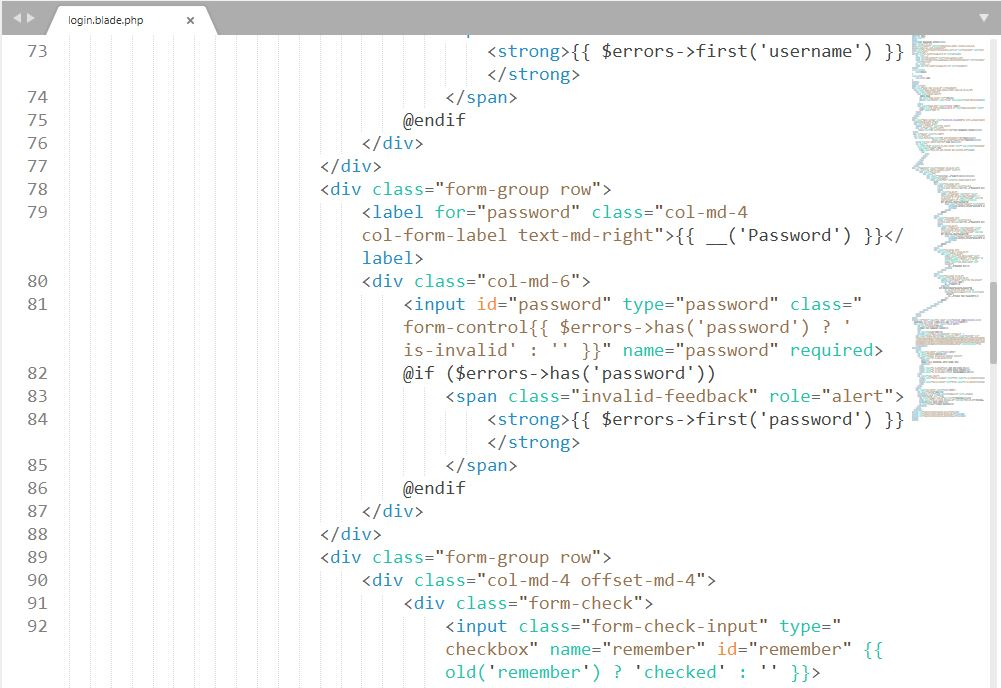 login.blade.php ×
73 <strong>{{ $errors->first('username') }}
</strong>
74 </span>
75 @endif
76 </div>
77 </div>
78 <div class="form-group row">
79 <label for="password" class="col-md-4
col-form-label text-md-right">{{ __('Password') }}</
label>
80 <div class="col-md-6">
81 <input id="password" type="password" class="
form-control{{ $errors->has('password') ? '
is-invalid' : '' }}" name="password" required>
82 @if ($errors->has('password'))
83 <span class="invalid-feedback" role="alert">
84 <strong>{{ $errors->first('password') }}
</strong>
85 </span>
86 @endif
87 </div>
88 </div>
89 <div class="form-group row">
90 <div class="col-md-4 offset-md-4">
91 <div class="form-check">
92 <input class="form-check-input" type="
checkbox" name="remember" id="remember" {{
old('remember') ? 'checked' : '' }}>